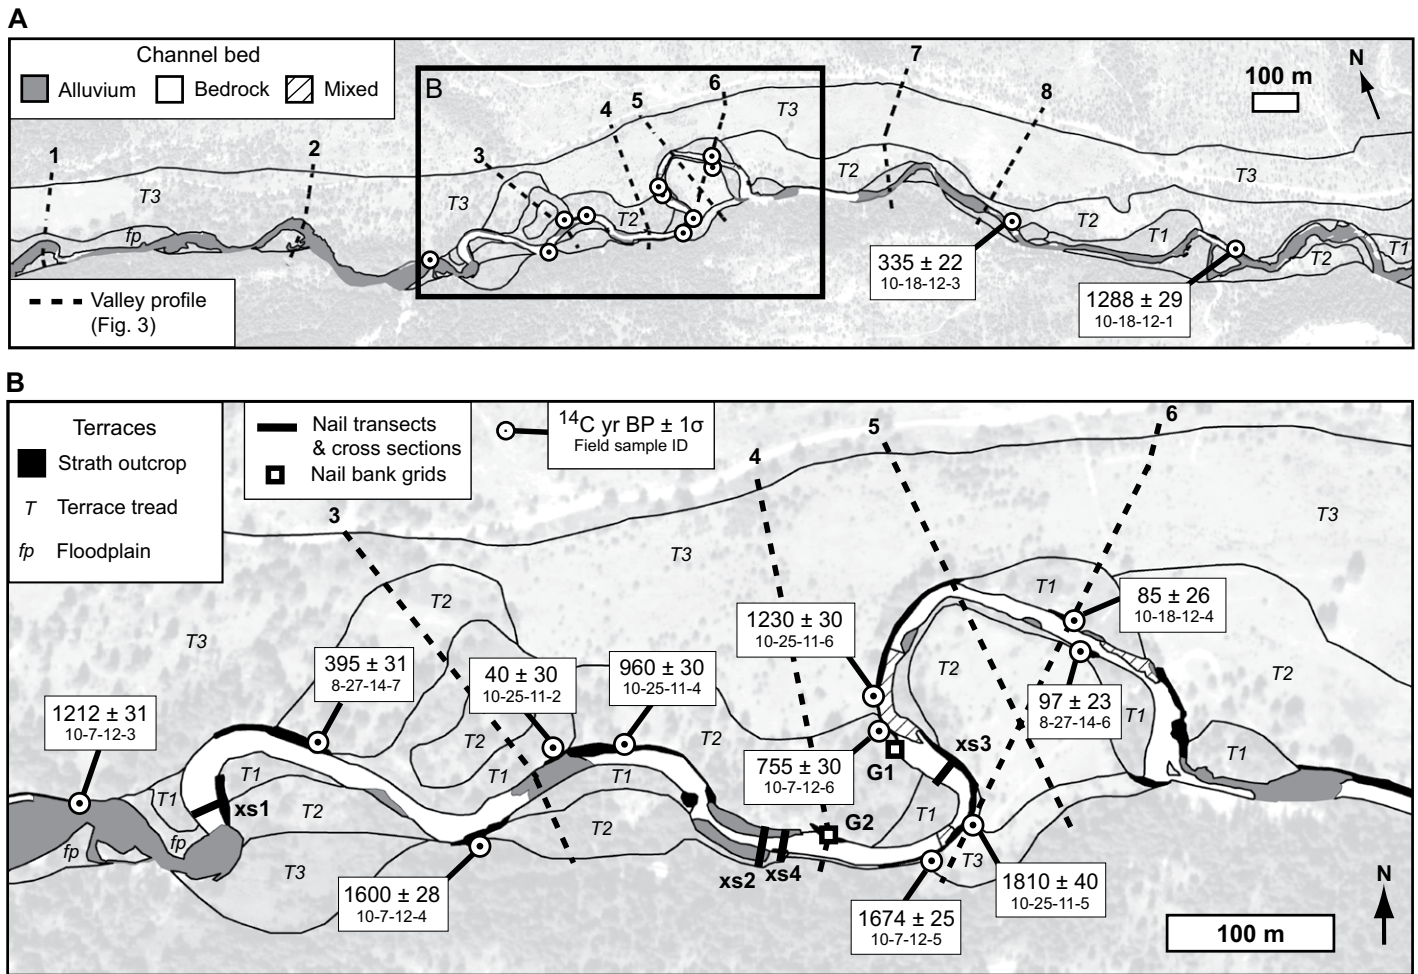 A
Channel bed
Alluvium Bedrock Mixed
B
1
2
3
4
5
6
7
8
100 m
N
T3
fp
T3
T2
T3
T2
T2
T1
T3
T2
T1
335 ± 22
10-18-12-3
1288 ± 29
10-18-12-1
Valley profile
(Fig. 3)
B
Terraces
Strath outcrop
T Terrace tread
fp Floodplain
Nail transects
& cross sections
Nail bank grids
14C yr BP ± 1σ
Field sample ID
3
4
5
6
T3
T3
T3
T2
T1
1230 ± 30
10-25-11-6
85 ± 26
10-18-12-4
395 ± 31
8-27-14-7
40 ± 30
10-25-11-2
960 ± 30
10-25-11-4
T2
T2
97 ± 23
8-27-14-6
1212 ± 31
10-7-12-3
T2
T2
T1
T1
755 ± 30
10-7-12-6
G1
xs3
T1
T1
T1
T1
xs1
T2
T2
T1
G2
fp
fp
T3
xs2
xs4
T3
1600 ± 28
10-7-12-4
1810 ± 40
10-25-11-5
1674 ± 25
10-7-12-5
N
100 m